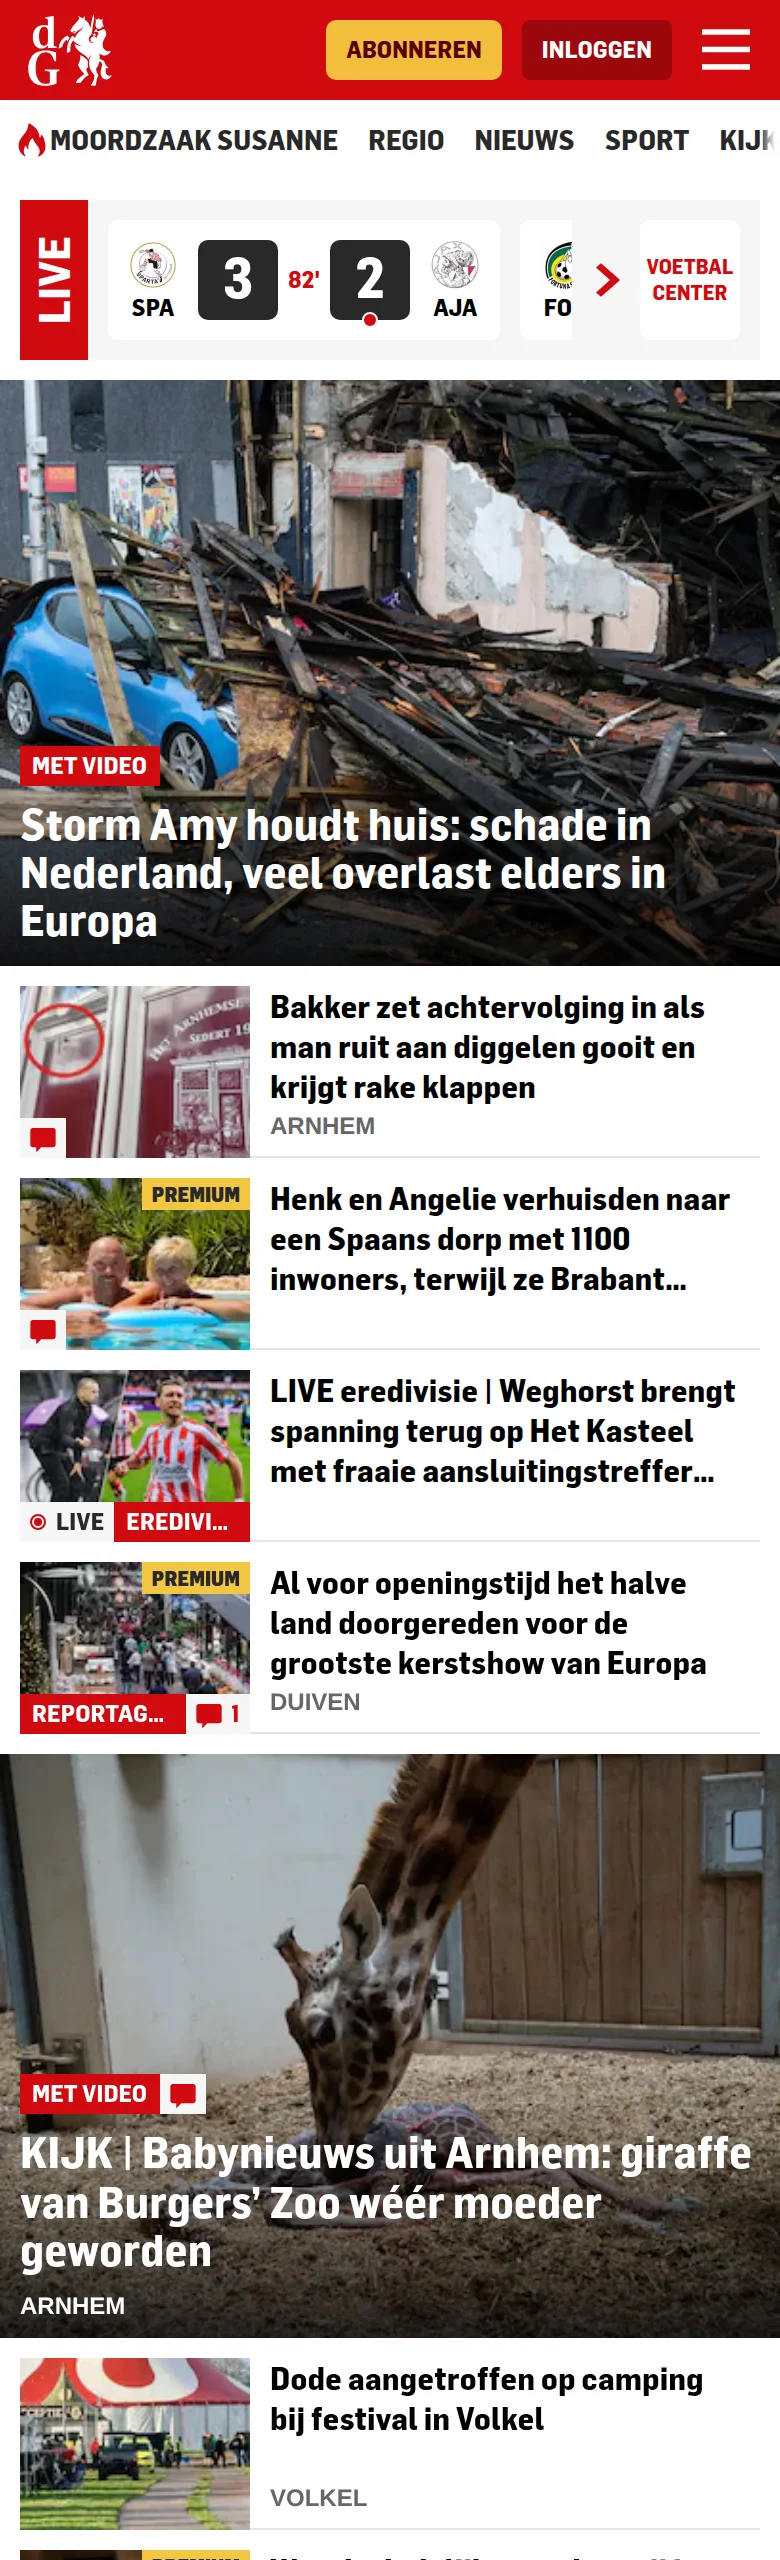 d
G
ABONNEREN
INLOGGEN
MOORDZAAK SUSANNE REGIO NIEUWS SPORT KIJK
LIVE
SPA
3
82'
2
AJA
FO
VOETBAL
CENTER
MET VIDEO
Storm Amy houdt huis: schade in
Nederland, veel overlast elders in
Europa
HET ARNHEMSE
SEDERT 19
Bakker zet achtervolging in als
man ruit aan diggelen gooit en
krijgt rake klappen
ARNHEM
PREMIUM
Henk en Angelie verhuisden naar
een Spaans dorp met 1100
inwoners, terwijl ze Brabant...
LIVE EREDIVI...
LIVE eredivisie | Weghorst brengt
spanning terug op Het Kasteel
met fraaie aansluitingstreffer...
PREMIUM
REPORTAG... 1
Al voor openingstijd het halve
land doorgereden voor de
grootste kerstshow van Europa
DUIVEN
MET VIDEO
KIJK | Babynieuws uit Arnhem: giraffe
van Burgers’ Zoo wéér moeder
geworden
ARNHEM
Dode aangetroffen op camping
bij festival in Volkel
VOLKEL